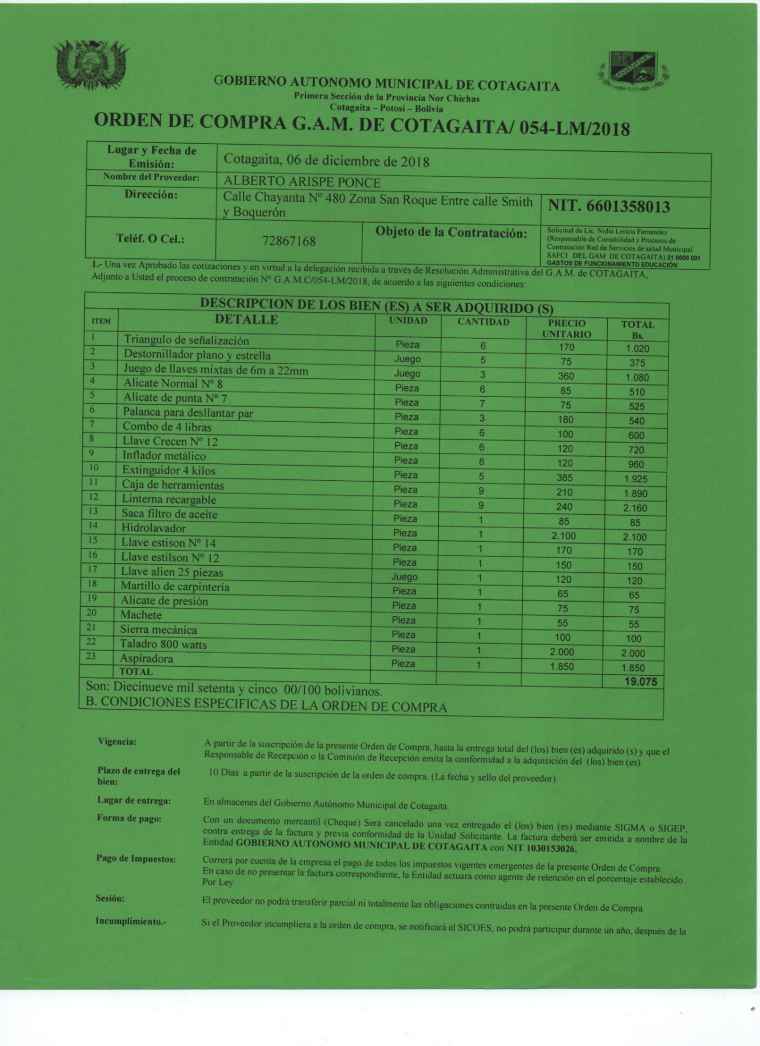 GOBIERNO AUTONOMO MUNICIPAL DE COTAGAITA
Primera Sección de la Provincia Nor Chichas
Cotagaita – Potosí – Bolivia
ORDEN DE COMPRA G.A.M. DE COTAGAITA/ 054-LM/2018
Lugar y Fecha de Emisión: Cotagaita, 06 de diciembre de 2018
Nombre del Proveedor: ALBERTO ARISPE PONCE
Dirección: Calle Chayanta Nº 480 Zona San Roque Entre calle Smith y Boquerón NIT. 6601358013
Teléf. O Cel.: 72867168 Objeto de la Contratación:
Solicitud de Lic. Nidia Leticia Fernandez
(Responsable de Contabilidad y Procesos de
Contratación Red de Servicios de salud Municipal
SAFCI DEL GAM DE COTAGAITA) 21 0000 001
GASTOS DE FUNCIONAMIENTO EDUCACIÓN
1.- Una vez Aprobado las cotizaciones y en virtud a la delegación recibida a través de Resolución Administrativa del G.A.M. de COTAGAITA,
Adjunto a Usted el proceso de contratación Nº G.A.M.C/054-LM/2018, de acuerdo a las siguientes condiciones:
DESCRIPCION DE LOS BIEN (ES) A SER ADQUIRIDO (S)
ITEM DETALLE UNIDAD CANTIDAD PRECIO UNITARIO TOTAL Bs.
1 Triangulo de señalización Pieza 6 170 1.020
2 Destornillador plano y estrella Juego 5 75 375
3 Juego de llaves mixtas de 6m a 22mm Juego 3 360 1.080
4 Alicate Normal Nº 8 Pieza 6 85 510
5 Alicate de punta Nº 7 Pieza 7 75 525
6 Palanca para desllantar par Pieza 3 180 540
7 Combo de 4 libras Pieza 6 100 600
8 Llave Crecen Nº 12 Pieza 6 120 720
9 Inflador metálico Pieza 8 120 960
10 Extinguidor 4 kilos Pieza 5 385 1.925
11 Caja de herramientas Pieza 9 210 1.890
12 Linterna recargable Pieza 9 240 2.160
13 Saca filtro de aceite Pieza 1 85 85
14 Hidrolavador Pieza 1 2.100 2.100
15 Llave estison Nº 14 Pieza 1 170 170
16 Llave estilson Nº 12 Pieza 1 150 150
17 Llave alien 25 piezas Juego 1 120 120
18 Martillo de carpintería Pieza 1 65 65
19 Alicate de presión Pieza 1 75 75
20 Machete Pieza 1 55 55
21 Sierra mecánica Pieza 1 100 100
22 Taladro 800 watts Pieza 1 2.000 2.000
23 Aspiradora Pieza 1 1.850 1.850
TOTAL 19.075
Son: Diecinueve mil setenta y cinco 00/100 bolivianos.
B. CONDICIONES ESPECIFICAS DE LA ORDEN DE COMPRA
Vigencia: A partir de la suscripción de la presente Orden de Compra, hasta la entrega total del (los) bien (es) adquirido (s) y que el
Responsable de Recepción o la Comisión de Recepción emita la conformidad a la adquisición del (los) bien (es)
Plazo de entrega del bien: 10 Dias a partir de la suscripción de la orden de compra. (La fecha y sello del proveedor)
Lugar de entrega: En almacenes del Gobierno Autónomo Municipal de Cotagaita.
Forma de pago: Con un documento mercantil (Cheque) Será cancelado una vez entregado el (los) bien (es) mediante SIGMA o SIGEP,
contra entrega de la factura y previa conformidad de la Unidad Solicitante. La factura deberá ser emitida a nombre de la
Entidad GOBIERNO AUTONOMO MUNICIPAL DE COTAGAITA con NIT 1030153026.
Pago de Impuestos: Correrá por cuenta de la empresa el pago de todos los impuestos vigentes emergentes de la presente Orden de Compra
En caso de no presentar la factura correspondiente, la Entidad actuará como agente de retención en el porcentaje establecido
Por Ley
Sesión: El proveedor no podrá transferir parcial ni totalmente las obligaciones contraidas en la presente Orden de Compra
Incumplimiento.- Si el Proveedor incumpliera a la orden de compra, se notificará al SICOES, no podrá participar durante un año, después de la